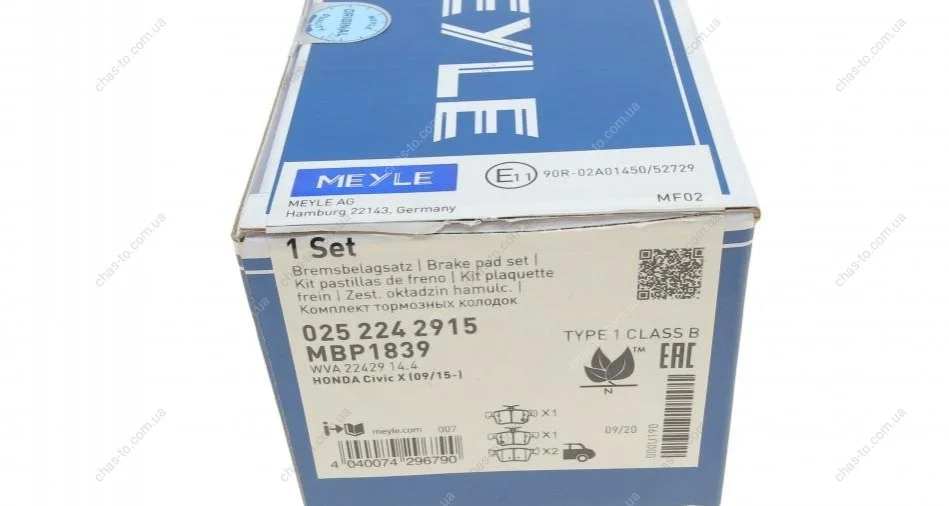 ORIGINAL
MEYLE
MEYLE
E11 90R-02A01450/52729
MEYLE AG
Hamburg 22143, Germany
MF02
1 Set
Bremsbelagsatz | Brake pad set |
Kit pastillas de freno | Kit plaquette
frein | Zest. okładzin hamulc. |
Комплект тормозных колодок
025 224 2915
MBP1839
WVA 22429 14.4
HONDA Civic X (09/15-)
TYPE 1 CLASS B
EAC
TM
N
X1
X1
X2
i
meyle.com 007
4 040074 296790
09/20
000U190
chas-to.com.ua